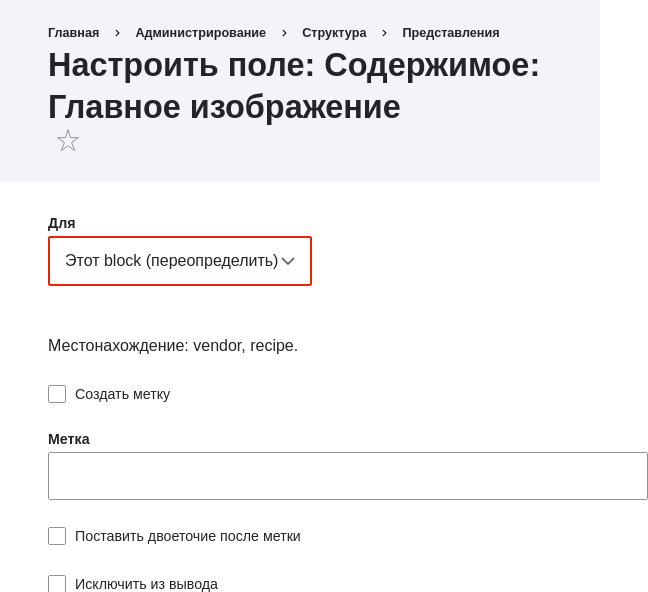 Главная > Администрирование > Структура > Представления
Настроить поле: Содержимое:
Главное изображение
Для
Этот block (переопределить)
Местонахождение: vendor, recipe.
Создать метку
Метка
Поставить двоеточие после метки
Исключить из вывода